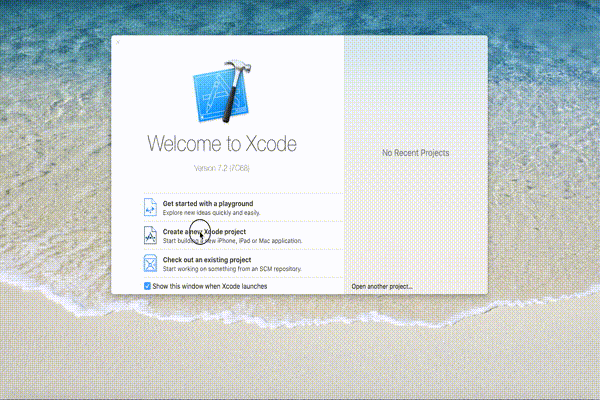 Welcome to Xcode
Version 7.2 (7C68)
Get started with a playground
Explore new ideas quickly and easily.
Create a new Xcode project
Start building a new iPhone, iPad or Mac application.
Check out an existing project
Start working on something from an SCM repository.
Show this window when Xcode launches
No Recent Projects
Open another project...